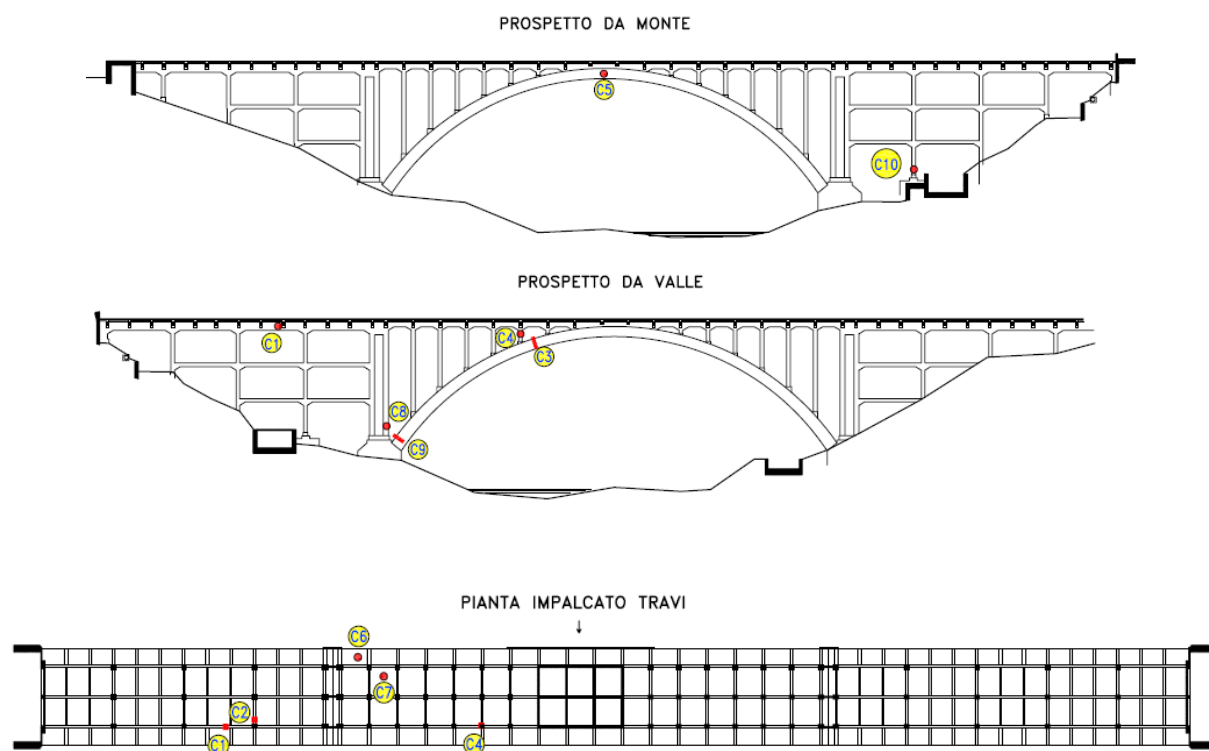 PROSPETTO DA MONTE
C5
C10
PROSPETTO DA VALLE
C1
C4
C3
C8
C9
PIANTA IMPALCATO TRAVI
C6
C7
C2
C1
C4